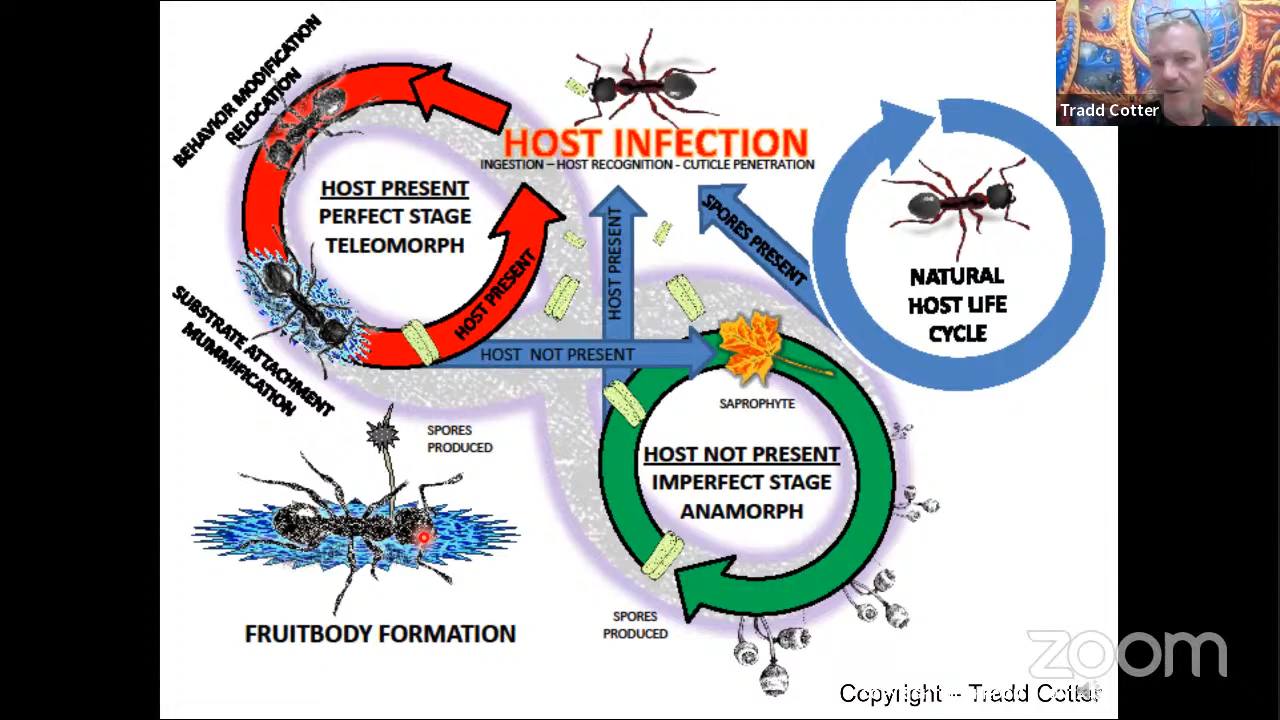 BEHAVIOR MODIFICATION
RELOCATION
HOST INFECTION
INGESTION – HOST RECOGNITION - CUTICLE PENETRATION
Tradd Cotter
HOST PRESENT
PERFECT STAGE
TELEOMORPH
HOST PRESENT
HOST PRESENT
SPORES PRESENT
NATURAL
HOST LIFE
CYCLE
SUBSTRATE ATTACHMENT
MUMMIFICATION
HOST NOT PRESENT
SAPROPHYTE
SPORES
PRODUCED
HOST NOT PRESENT
IMPERFECT STAGE
ANAMORPH
FRUITBODY FORMATION
SPORES
PRODUCED
zoom
Copyright – Tradd Cotter